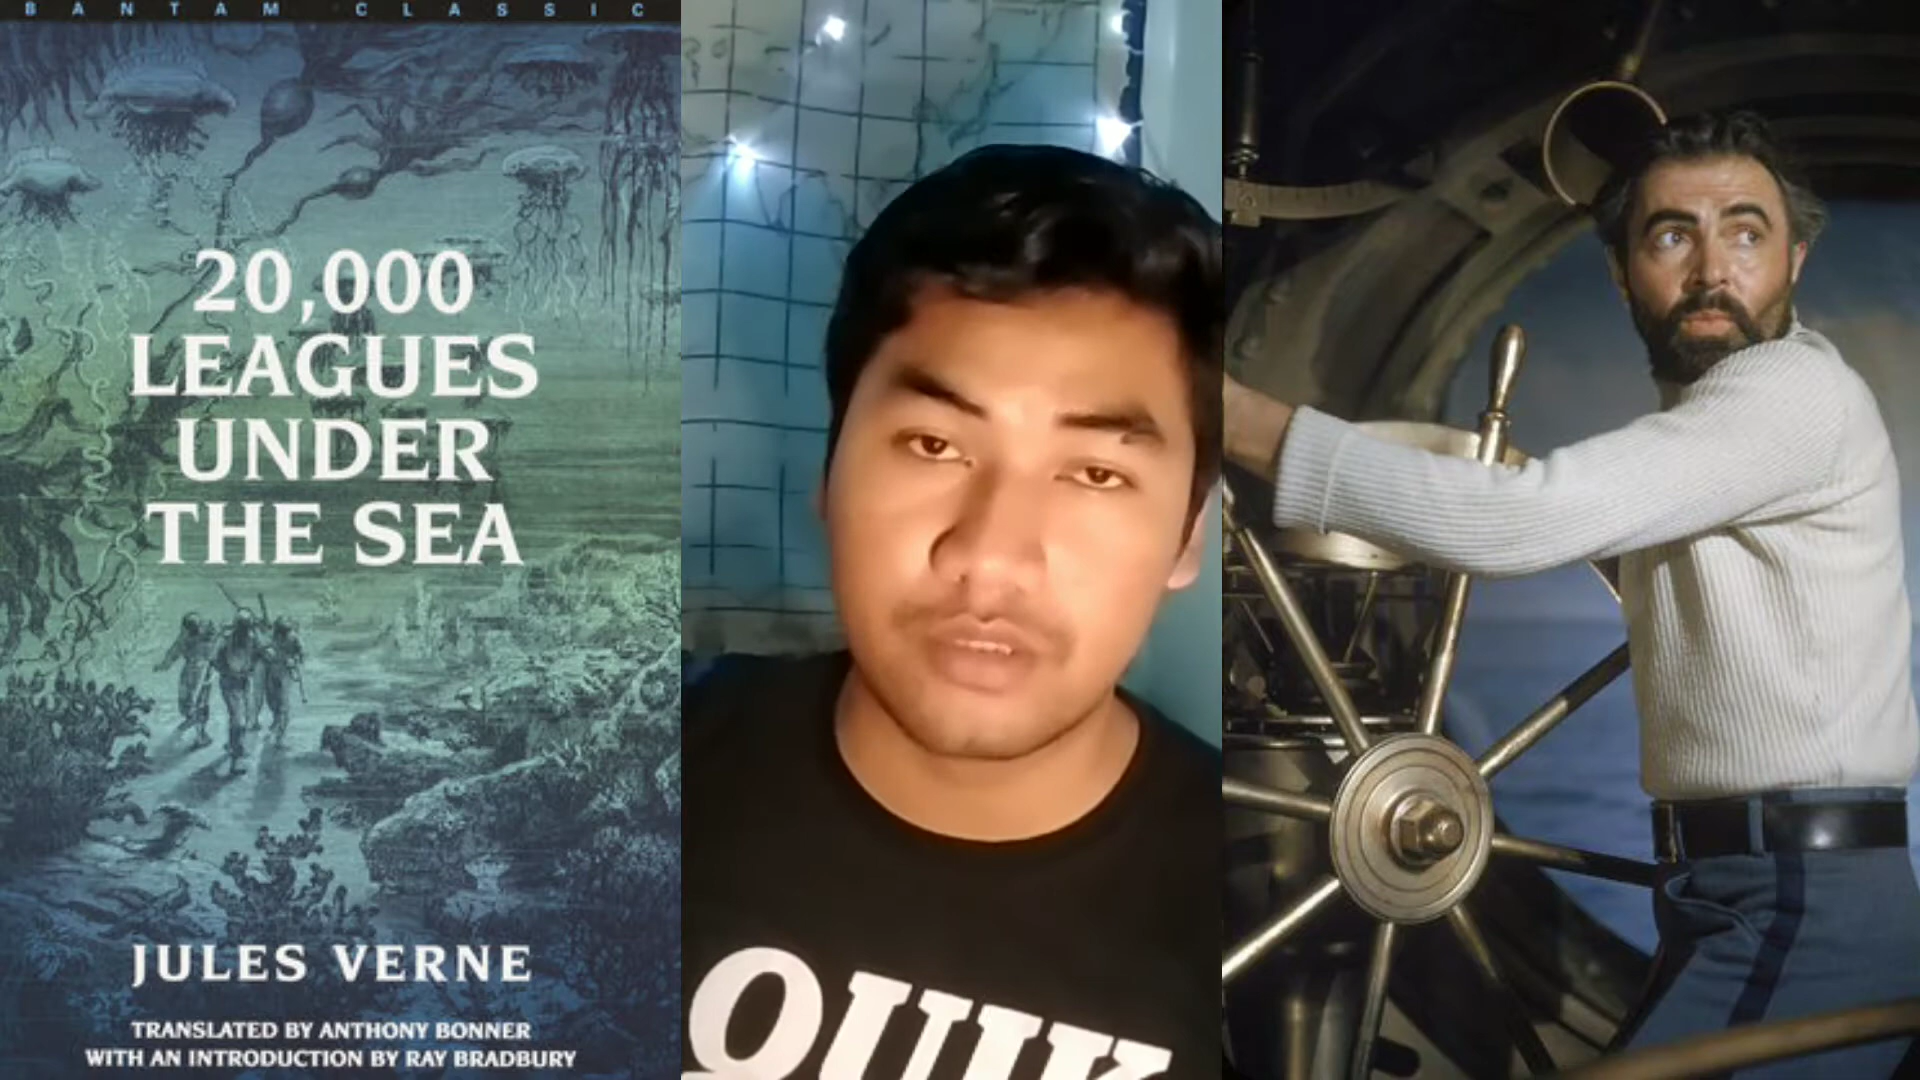 BANTAM CLASSIC
20,000
LEAGUES
UNDER
THE SEA
JULES VERNE
TRANSLATED BY ANTHONY BONNER
WITH AN INTRODUCTION BY RAY BRADBURY
QUIK